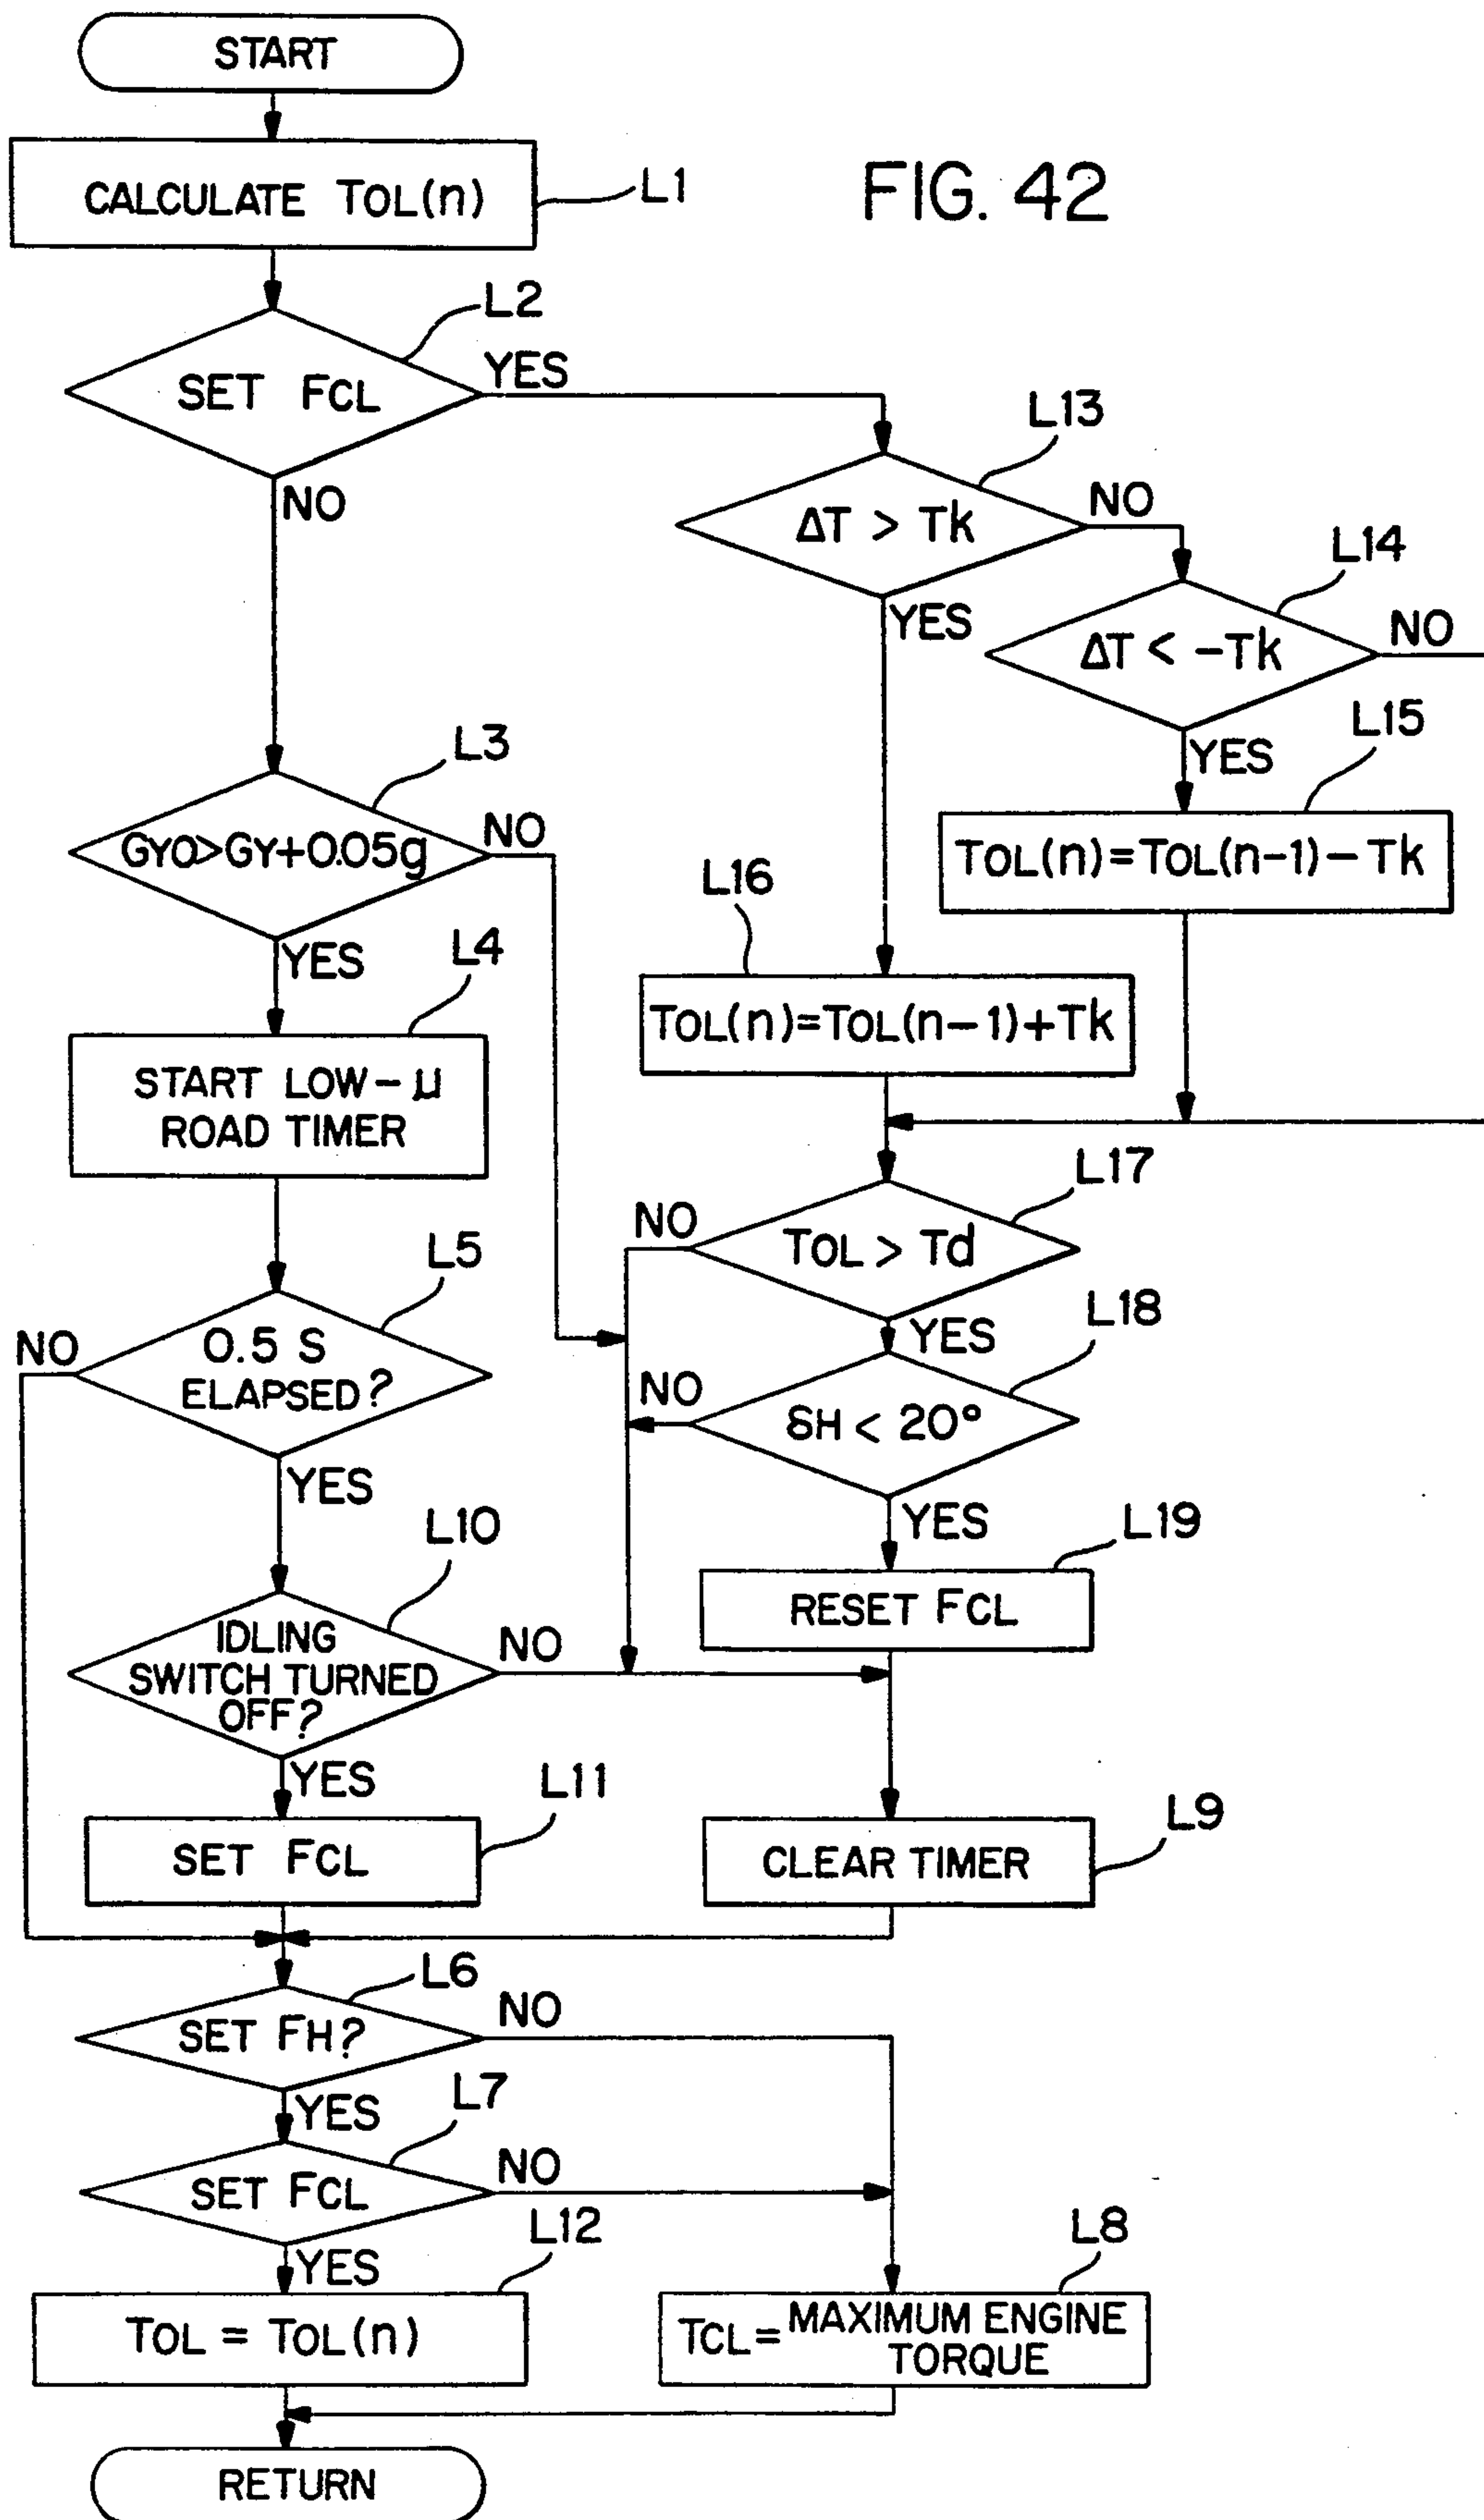 START
CALCULATE TOL(n)
L1
FIG. 42
L2
SET FCL
YES
NO
L13
ΔT > Tk
NO
YES
L14
ΔT < -Tk
NO
YES
L15
TOL(n)=TOL(n-1)-Tk
L3
GYO>GY+0.05g
NO
YES
L16
TOL(n)=TOL(n-1)+Tk
L4
START LOW-μ
ROAD TIMER
L17
TOL > Td
NO
YES
L5
0.5 S
ELAPSED?
NO
YES
L18
δH < 20°
NO
YES
L19
RESET FCL
L10
IDLING
SWITCH TURNED
OFF?
NO
YES
L11
SET FCL
L9
CLEAR TIMER
L6
SET FH?
NO
YES
L7
SET FCL
NO
YES
L12
TOL = TOL(n)
L8
TCL= MAXIMUM ENGINE
TORQUE
RETURN